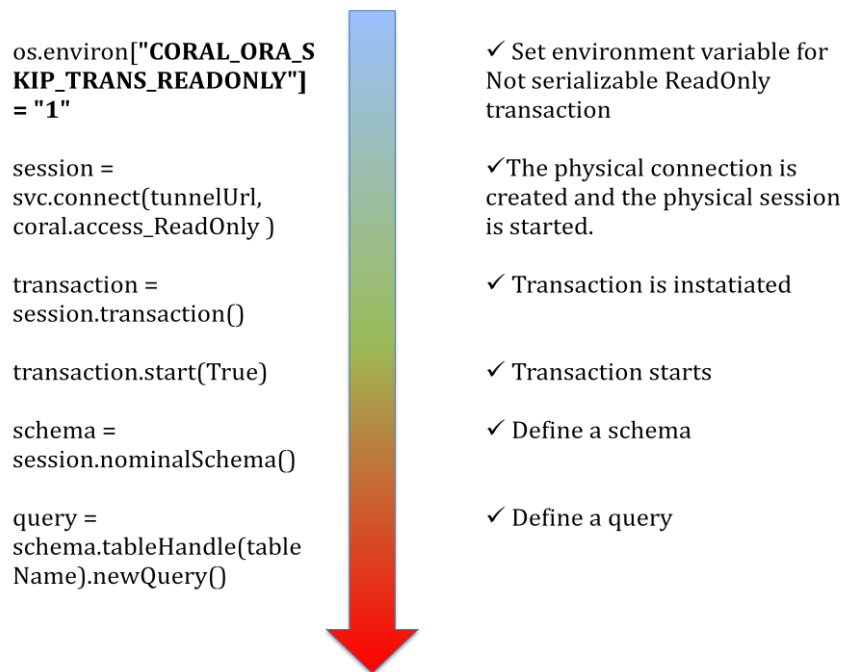 os.environ["CORAL_ORA_S
KIP_TRANS_READONLY"]
= "1"
✓ Set environment variable for
Not serializable ReadOnly
transaction
session =
svc.connect(tunnelUrl,
coral.access_ReadOnly )
✓The physical connection is
created and the physical session
is started.
transaction =
session.transaction()
✓ Transaction is instatiated
transaction.start(True)
✓ Transaction starts
schema =
session.nominalSchema()
✓ Define a schema
query =
schema.tableHandle(table
Name).newQuery()
✓ Define a query